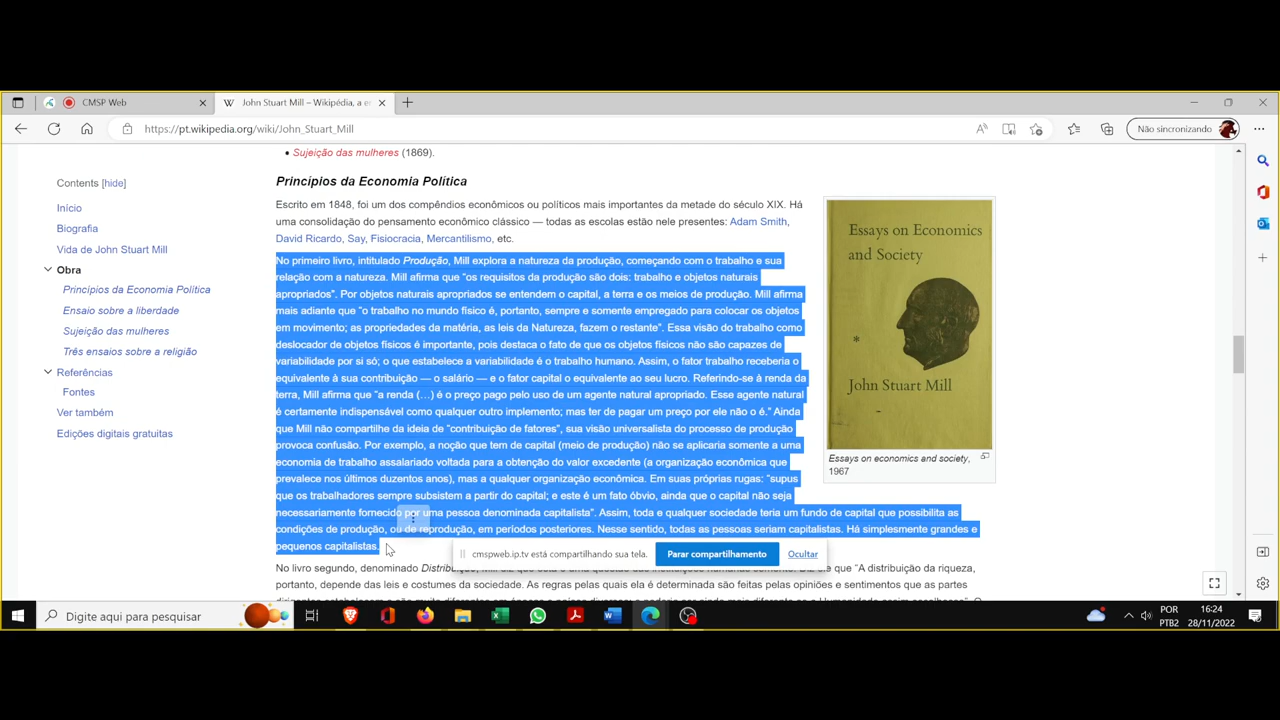 CMSP Web
John Stuart Mill – Wikipédia, a e
https://pt.wikipedia.org/wiki/John_Stuart_Mill
Não sincronizando
Contents [hide]
Início
Biografia
Vida de John Stuart Mill
Obra
Princípios da Economia Política
Ensaio sobre a liberdade
Sujeição das mulheres
Três ensaios sobre a religião
Referências
Fontes
Ver também
Edições digitais gratuitas
• Sujeição das mulheres (1869).
Princípios da Economia Política
Escrito em 1848, foi um dos compêndios econômicos ou políticos mais importantes da metade do século XIX. Há
uma consolidação do pensamento econômico clássico — todas as escolas estão nele presentes: Adam Smith,
David Ricardo, Say, Fisiocracia, Mercantilismo, etc.
No primeiro livro, intitulado Produção, Mill explora a natureza da produção, começando com o trabalho e sua
relação com a natureza. Mill afirma que "os requisitos da produção são dois: trabalho e objetos naturais
apropriados". Por objetos naturais apropriados se entendem o capital, a terra e os meios de produção. Mill afirma
mais adiante que "o trabalho no mundo físico é, portanto, sempre e somente empregado para colocar os objetos
em movimento; as propriedades da matéria, as leis da Natureza, fazem o restante". Essa visão do trabalho como
deslocador de objetos físicos é importante, pois destaca o fato de que os objetos físicos não são capazes de
variabilidade por si só; o que estabelece a variabilidade é o trabalho humano. Assim, o fator trabalho receberia o
equivalente à sua contribuição — o salário — e o fator capital o equivalente ao seu lucro. Referindo-se à renda da
terra, Mill afirma que "a renda (…) é o preço pago pelo uso de um agente natural apropriado. Esse agente natural
é certamente indispensável como qualquer outro implemento; mas ter de pagar um preço por ele não o é." Ainda
que Mill não compartilhe da ideia de "contribuição de fatores", sua visão universalista do processo de produção
provoca confusão. Por exemplo, a noção que tem de capital (meio de produção) não se aplicaria somente a uma
economia de trabalho assalariado voltada para a obtenção do valor excedente (a organização econômica que
prevalece nos últimos duzentos anos), mas a qualquer organização econômica. Em suas próprias rugas: "supus
que os trabalhadores sempre subsistem a partir do capital; e este é um fato óbvio, ainda que o capital não seja
necessariamente fornecido por uma pessoa denominada capitalista". Assim, toda e qualquer sociedade teria um fundo de capital que possibilita as
condições de produção, ou de reprodução, em períodos posteriores. Nesse sentido, todas as pessoas seriam capitalistas. Há simplesmente grandes e
pequenos capitalistas.
No livro segundo, denominado Distribuição, Mill diz que
que "A distribuição da riqueza,
portanto, depende das leis e costumes da sociedade. As regras pelas quais ela é determinada são feitas pelas opiniões e sentimentos que as partes
Essays on Economics
and Society
*
John Stuart Mill
Essays on economics and society,
1967
cmspweb.ip.tv está compartilhando sua tela.
Parar compartilhamento
Ocultar
Digite aqui para pesquisar
POR
PTB2
16:24
28/11/2022